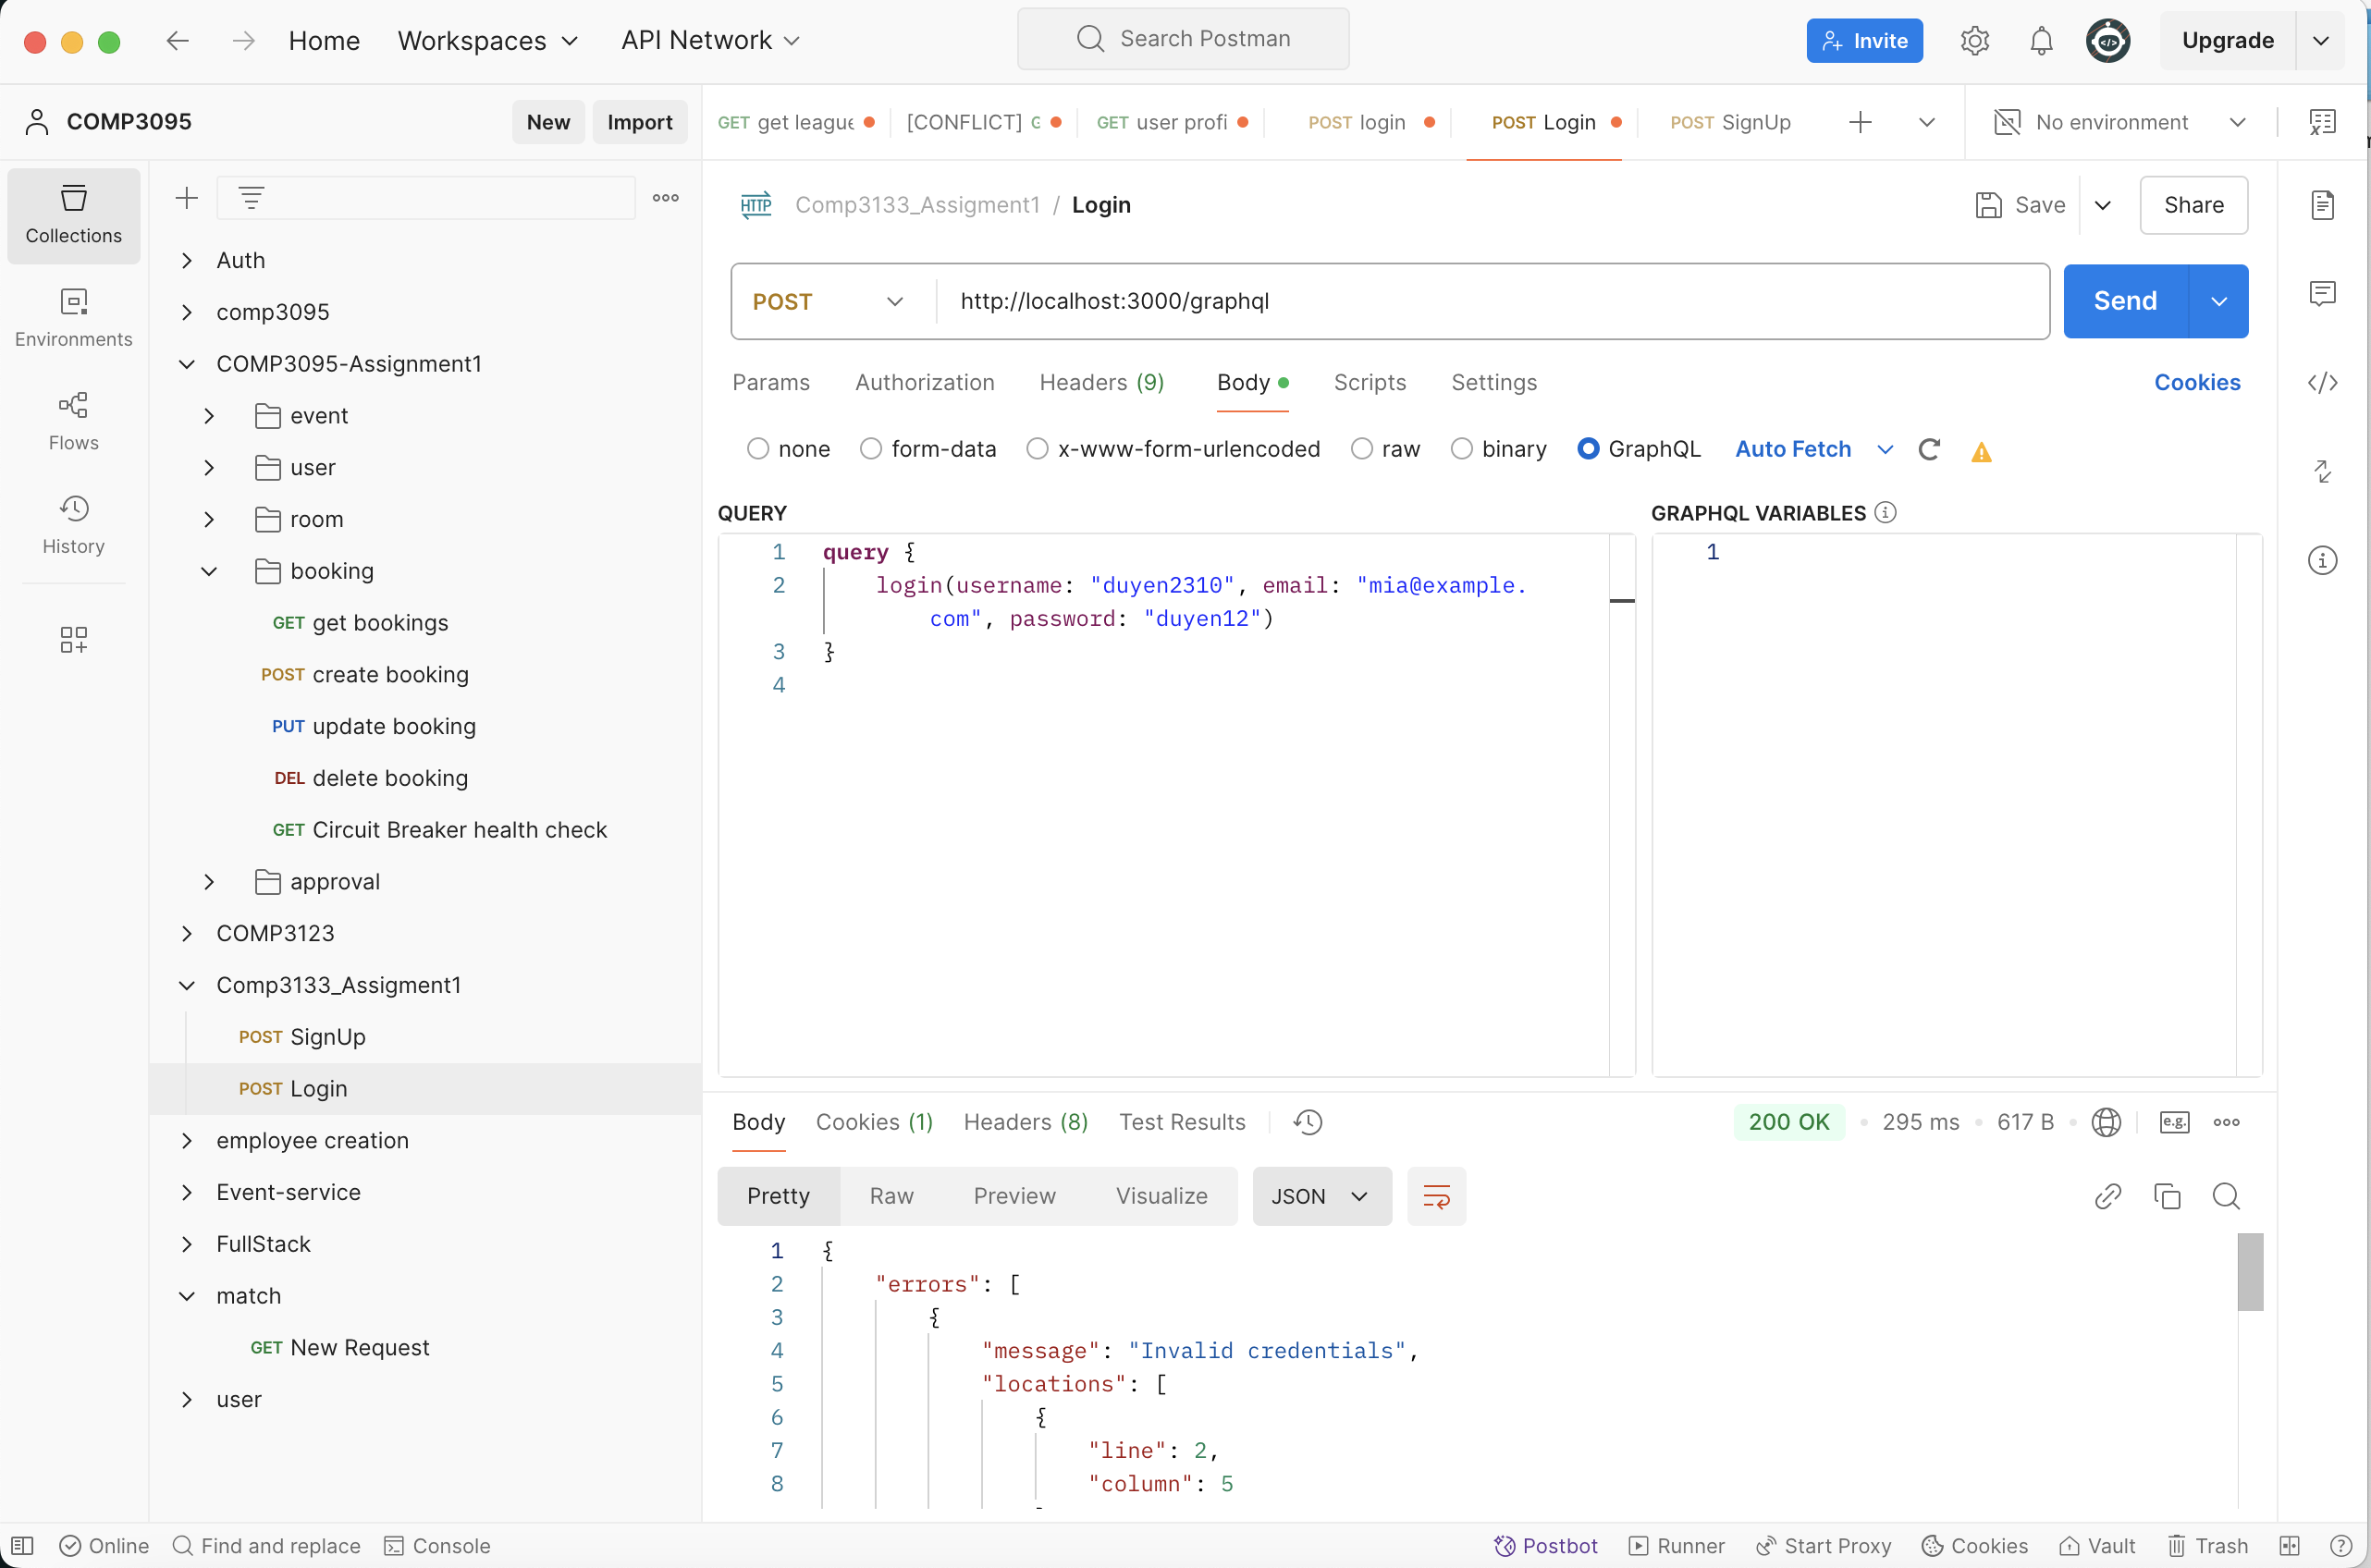 Home
Workspaces
API Network
Search Postman
Invite
Upgrade
COMP3095
New
Import
GET get league
[CONFLICT] G
GET user profi
POST login
POST Login
POST SignUp
No environment
Collections
Environments
Flows
History
Auth
comp3095
COMP3095-Assignment1
event
user
room
booking
GET get bookings
POST create booking
PUT update booking
DEL delete booking
GET Circuit Breaker health check
approval
COMP3123
Comp3133_Assigment1
POST SignUp
POST Login
employee creation
Event-service
FullStack
match
GET New Request
user
HTTP Comp3133_Assigment1 / Login
Save
Share
POST
http://localhost:3000/graphql
Send
Params
Authorization
Headers (9)
Body
Scripts
Settings
Cookies
none
form-data
x-www-form-urlencoded
raw
binary
GraphQL
Auto Fetch
QUERY
1 query {
2 login(username: "duyen2310", email: "mia@example.
com", password: "duyen12")
3 }
4
GRAPHQL VARIABLES
1
Body
Cookies (1)
Headers (8)
Test Results
200 OK
295 ms
617 B
e.g.
Pretty
Raw
Preview
Visualize
JSON
1 {
2 "errors": [
3 {
4 "message": "Invalid credentials",
5 "locations": [
6 {
7 "line": 2,
8 "column": 5
Online
Find and replace
Console
Postbot
Runner
Start Proxy
Cookies
Vault
Trash